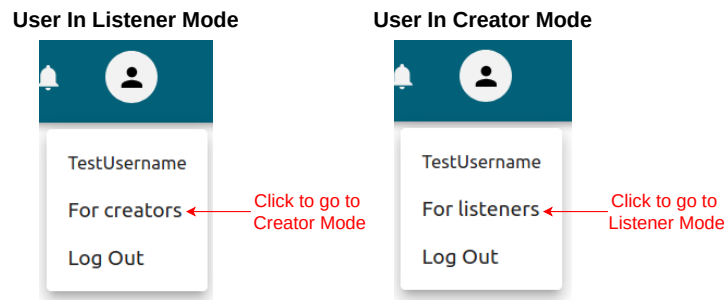 User In Listener Mode
TestUsername
For creators
Log Out
Click to go to
Creator Mode
User In Creator Mode
TestUsername
For listeners
Log Out
Click to go to
Listener Mode